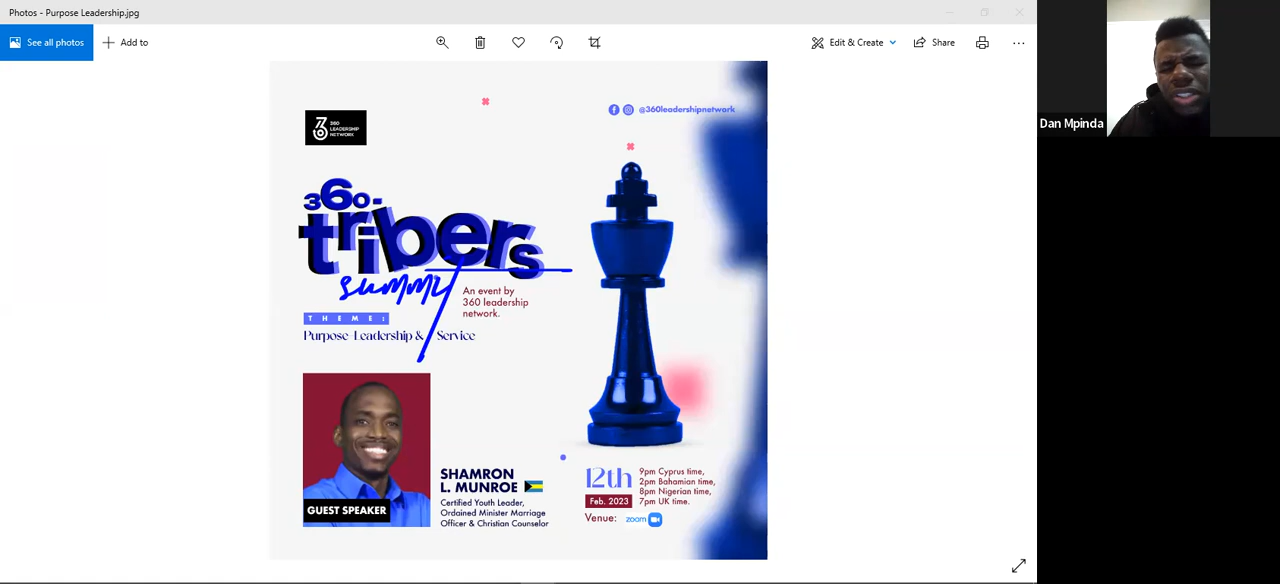 Photos - Purpose Leadership.jpg
See all photos
Add to
Edit & Create
Share
Dan Mpinda
@360leadershipnetwork
360
LEADERSHIP
NETWORK
360-
tribers
summit
An event by
360 leadership
network.
THEME:
Purpose-Leadership & Service
GUEST SPEAKER
SHAMRON
L. MUNROE
Certified Youth Leader,
Ordained Minister Marriage
Officer & Christian Counselor
12th
Feb. 2023
9pm Cyprus time,
2pm Bahamian time,
8pm Nigerian time,
7pm UK time.
Venue: zoom